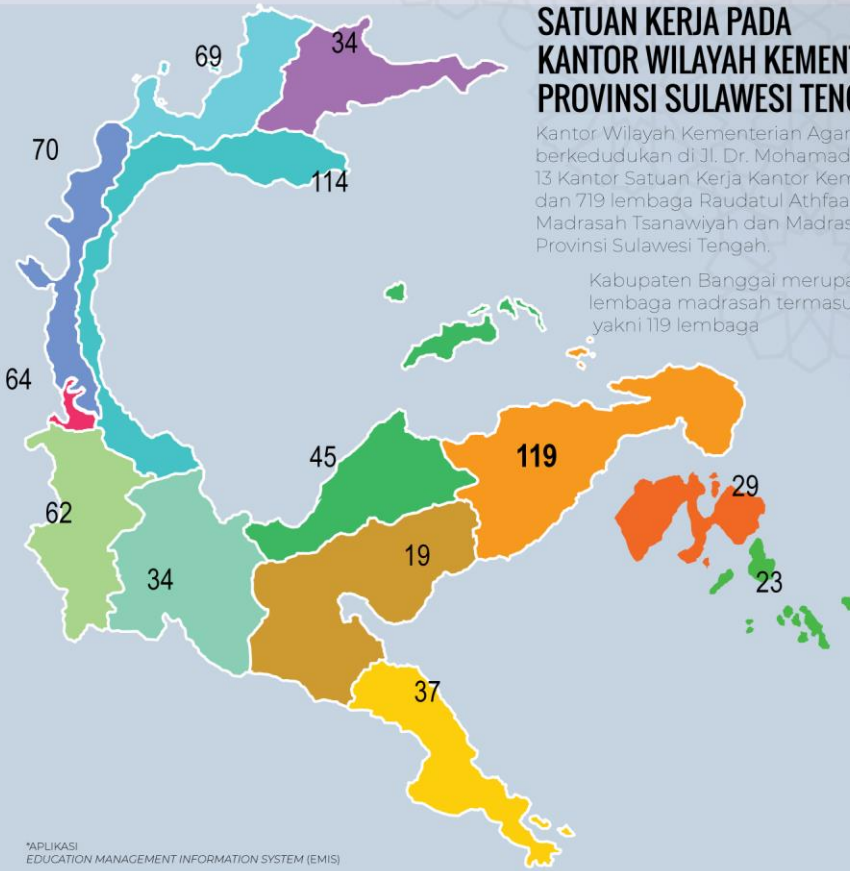 SATUAN KERJA PADA
KANTOR WILAYAH KEMENT
PROVINSI SULAWESI TENG
Kantor Wilayah Kementerian Agar
berkedudukan di Jl. Dr. Mohamad
13 Kantor Satuan Kerja Kantor Kem
dan 719 lembaga Raudatul Athfaa
Madrasah Tsanawiyah dan Madras
Provinsi Sulawesi Tengah.
Kabupaten Banggai merupa
lembaga madrasah termasu
yakni 119 lembaga
69
34
70
114
64
45
119
62
29
34
19
23
37
*APLIKASI
EDUCATION MANAGEMENT INFORMATION SYSTEM (EMIS)